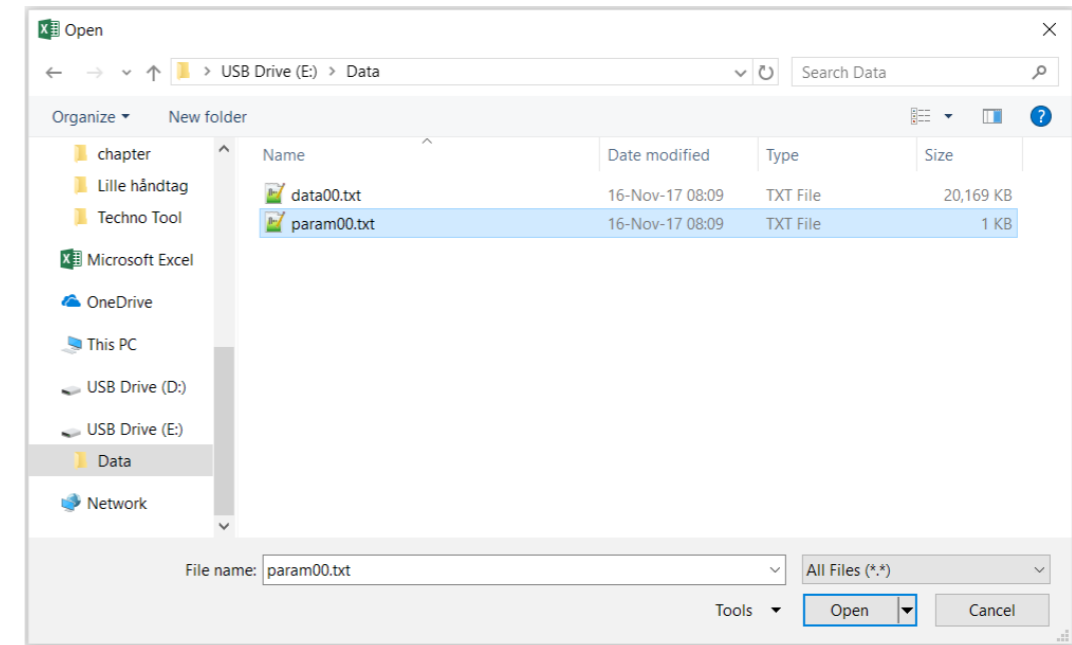 Open
USB Drive (E:) > Data
Search Data
Organize
New folder
chapter
Lille håndtag
Techno Tool
Microsoft Excel
OneDrive
This PC
USB Drive (D:)
USB Drive (E:)
Data
Network
Name Date modified Type Size
data00.txt 16-Nov-17 08:09 TXT File 20,169 KB
param00.txt 16-Nov-17 08:09 TXT File 1 KB
File name: param00.txt All Files (*.*)
Tools Open Cancel